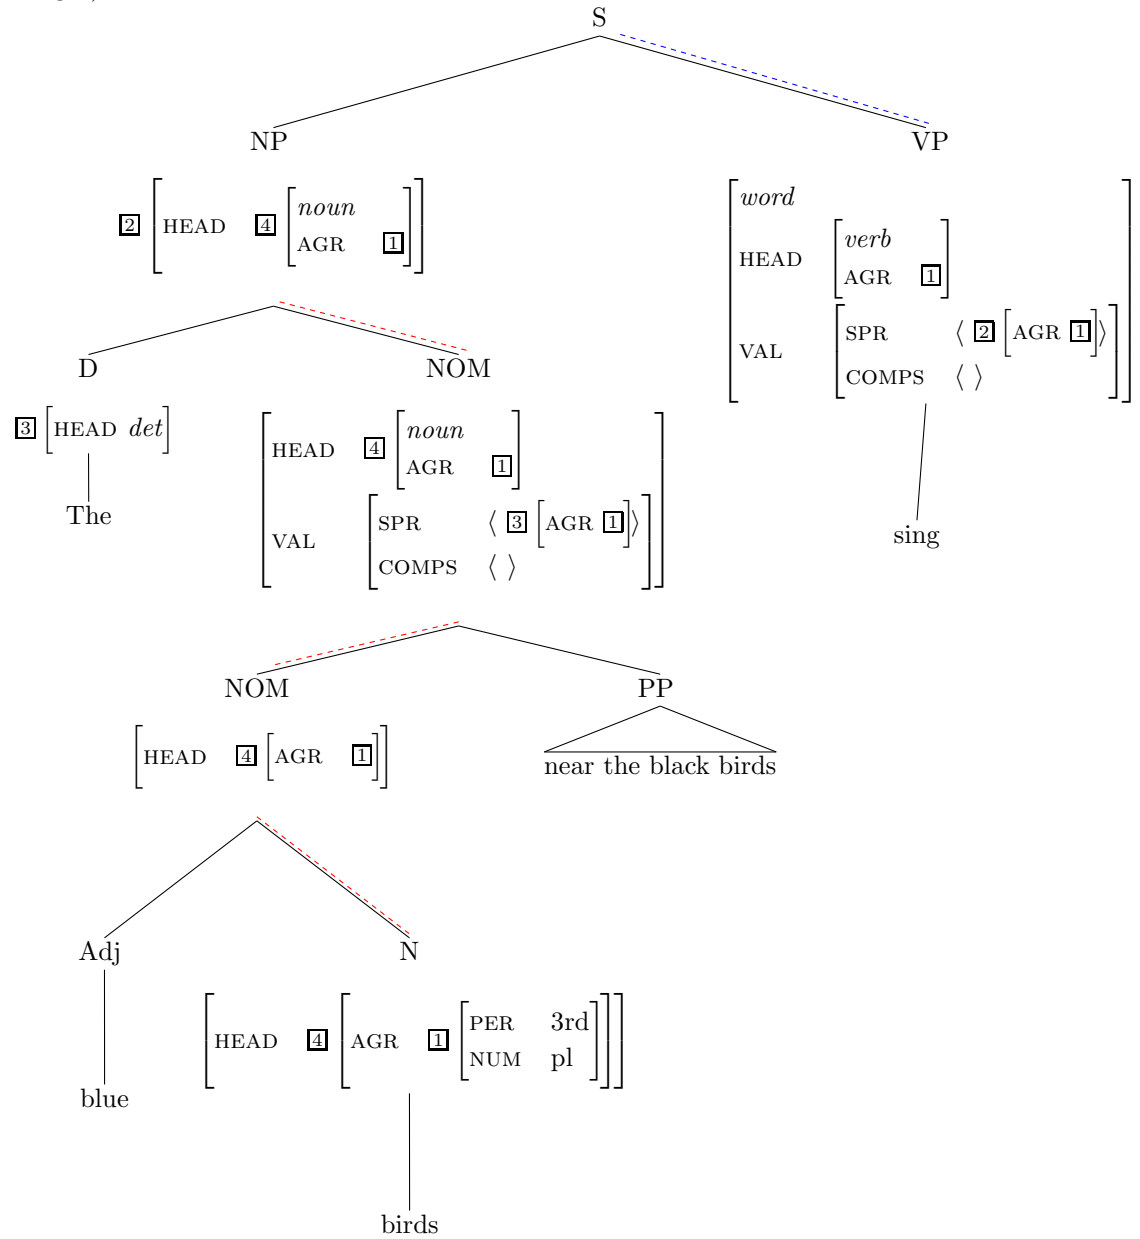 S
NP VP
2 [HEAD 4 [noun AGR 1]]
[word HEAD [verb AGR 1] VAL [SPR ⟨ 2 [AGR 1]⟩ COMPS ⟨ ⟩]]
D NOM
3 [HEAD det]
[HEAD 4 [noun AGR 1] VAL [SPR ⟨ 3 [AGR 1]⟩ COMPS ⟨ ⟩]]
The
sing
NOM PP
[HEAD 4 [AGR 1]]
near the black birds
Adj N
[HEAD 4 [AGR 1 [PER 3rd NUM pl]]]
blue
birds